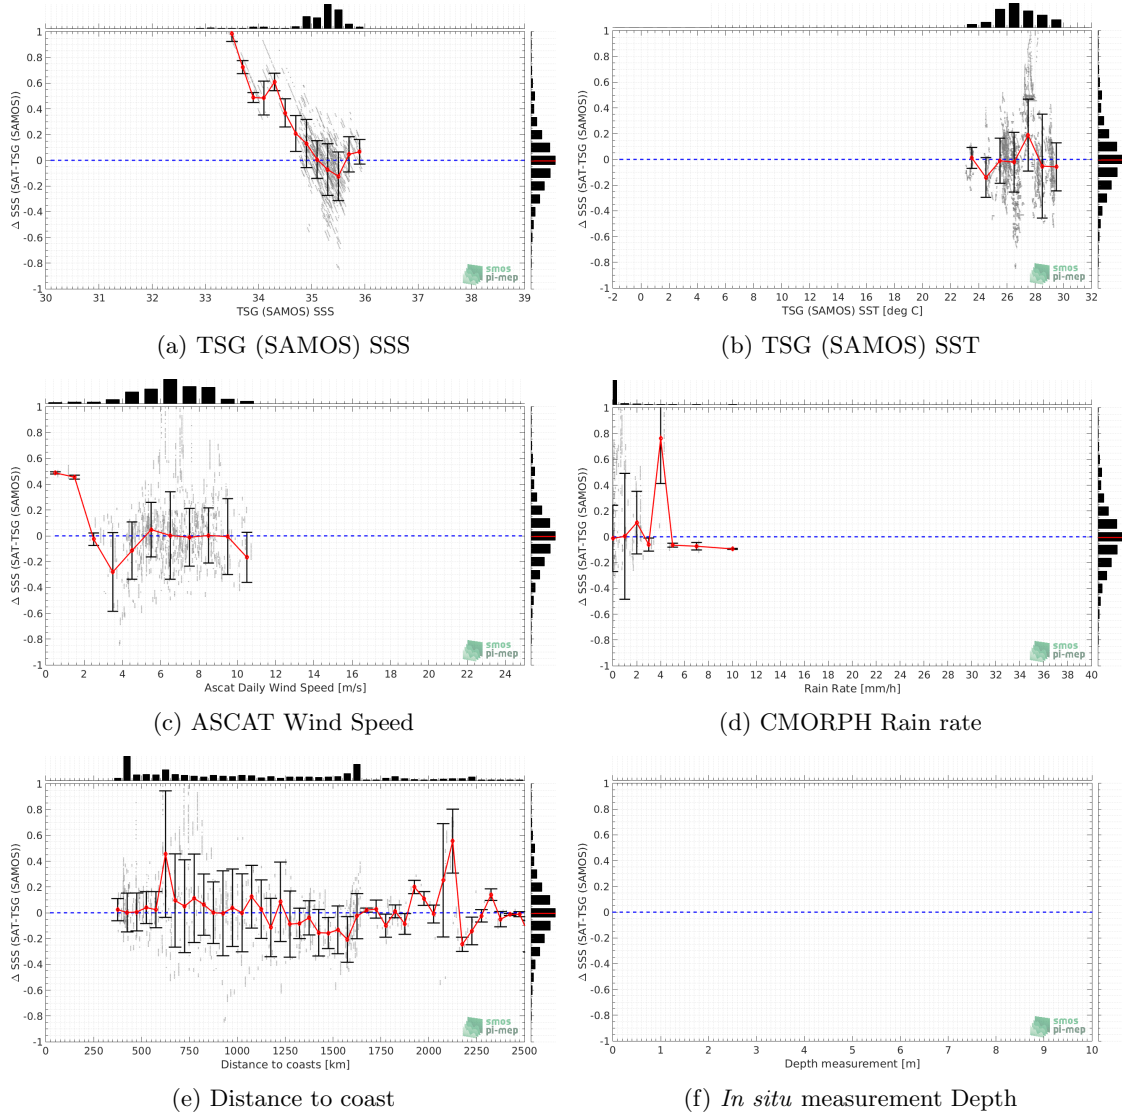 1
0.8
0.6
0.4
0.2
0
-0.2
-0.4
-0.6
-0.8
-1
Δ SSS (SAT-TSG (SAMOS))
30 31 32 33 34 35 36 37 38 39
TSG (SAMOS) SSS
smos
pi-mep
(a) TSG (SAMOS) SSS
1
0.8
0.6
0.4
0.2
0
-0.2
-0.4
-0.6
-0.8
-1
Δ SSS (SAT-TSG (SAMOS))
-2 0 2 4 6 8 10 12 14 16 18 20 22 24 26 28 30 32
TSG (SAMOS) SST [deg C]
smos
pi-mep
(b) TSG (SAMOS) SST
1
0.8
0.6
0.4
0.2
0
-0.2
-0.4
-0.6
-0.8
-1
Δ SSS (SAT-TSG (SAMOS))
0 2 4 6 8 10 12 14 16 18 20 22 24
Ascat Daily Wind Speed [m/s]
smos
pi-mep
(c) ASCAT Wind Speed
1
0.8
0.6
0.4
0.2
0
-0.2
-0.4
-0.6
-0.8
-1
Δ SSS (SAT-TSG (SAMOS))
0 2 4 6 8 10 12 14 16 18 20 22 24 26 28 30 32 34 36 38 40
Rain Rate [mm/h]
smos
pi-mep
(d) CMORPH Rain rate
1
0.8
0.6
0.4
0.2
0
-0.2
-0.4
-0.6
-0.8
-1
Δ SSS (SAT-TSG (SAMOS))
0 250 500 750 1000 1250 1500 1750 2000 2250 2500
Distance to coasts [km]
smos
pi-mep
(e) Distance to coast
1
0.8
0.6
0.4
0.2
0
-0.2
-0.4
-0.6
-0.8
-1
Δ SSS (SAT-TSG (SAMOS))
0 1 2 3 4 5 6 7 8 9 10
Depth measurement [m]
smos
pi-mep
(f) In situ measurement Depth